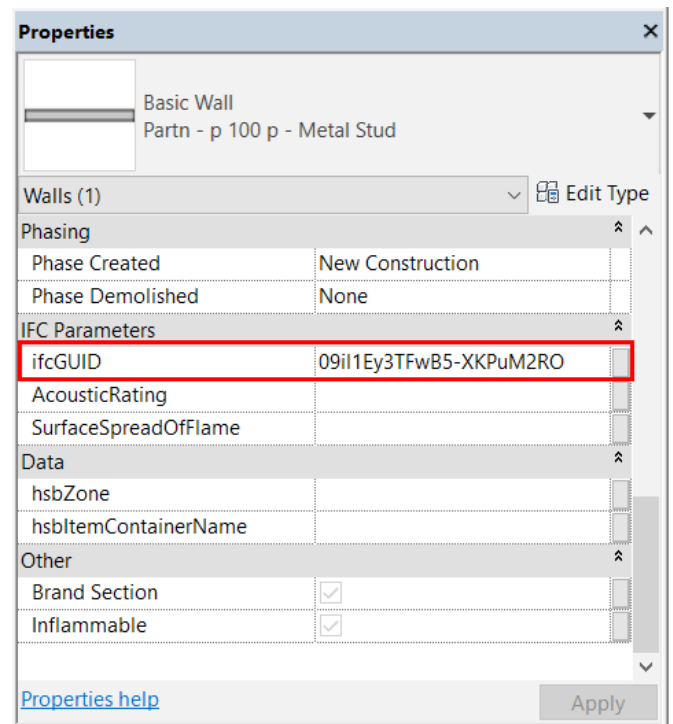 Properties
Basic Wall
Partn - p 100 p - Metal Stud
Walls (1) Edit Type
Phasing
Phase Created New Construction
Phase Demolished None
IFC Parameters
ifcGUID 09iI1Ey3TFwB5-XKPuM2RO
AcousticRating
SurfaceSpreadOfFlame
Data
hsbZone
hsbItemContainerName
Other
Brand Section
Inflammable
Properties help Apply